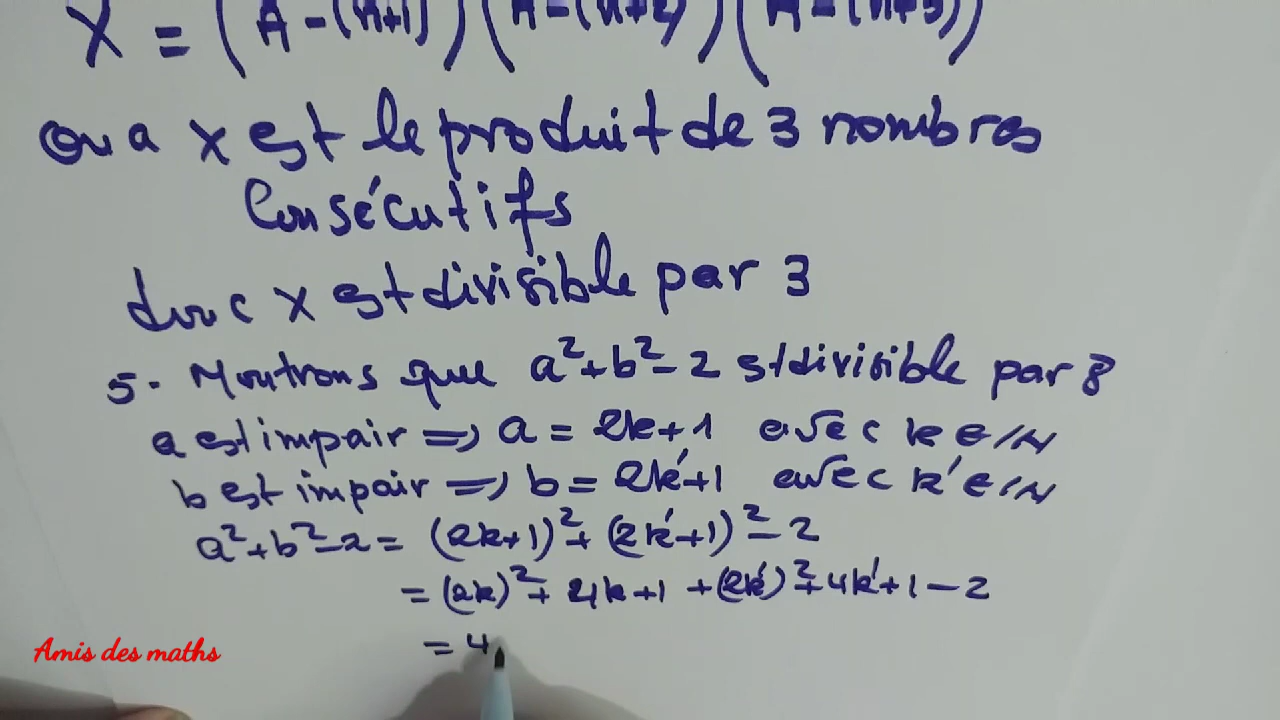 X = (A-(n+1))(A-(n+2))(A-(n+3))
on a X est le produit de 3 nombres
Consécutifs
donc X est divisible par 3
5- Montrons que a²+b²-2 st divisible par 8
a est impair => a = 2k+1 avec k ∈ IN
b est impair => b = 2k'+1 avec k' ∈ IN
a²+b²-2 = (2k+1)²+(2k'+1)²-2
= (2k)²+4k+1+(2k')²+4k'+1-2
= 4
Amis des maths